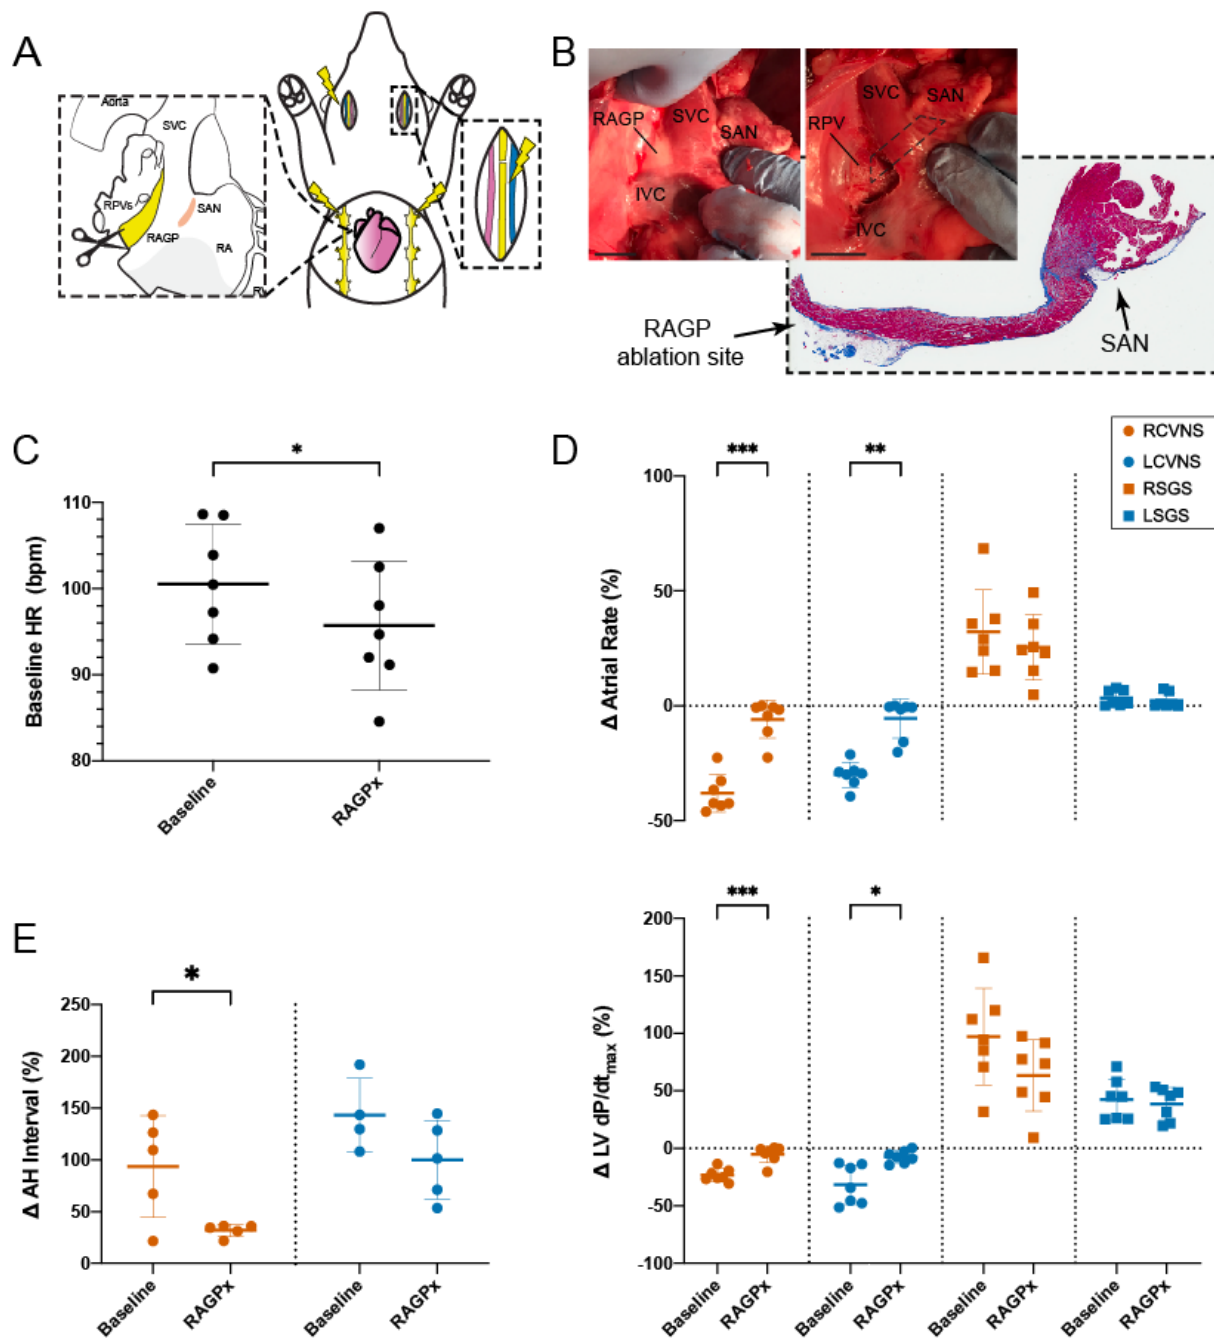 A
Aorta
SVC
RPVs
SAN
RAGP
RA
B
RAGP
SVC
SAN
IVC
SVC
SAN
RPV
IVC
RAGP
ablation site
SAN
C
*
Baseline HR (bpm)
110
100
90
80
Baseline
RAGPx
D
RCVNS
LCVNS
RSGS
LSGS
*** **
Δ Atrial Rate (%)
100
50
0
-50
*** *
Δ LV dP/dtmax (%)
200
150
100
50
0
-50
-100
Baseline RAGPx Baseline RAGPx Baseline RAGPx Baseline RAGPx
E
*
Δ AH Interval (%)
250
200
150
100
50
0
Baseline RAGPx Baseline RAGPx